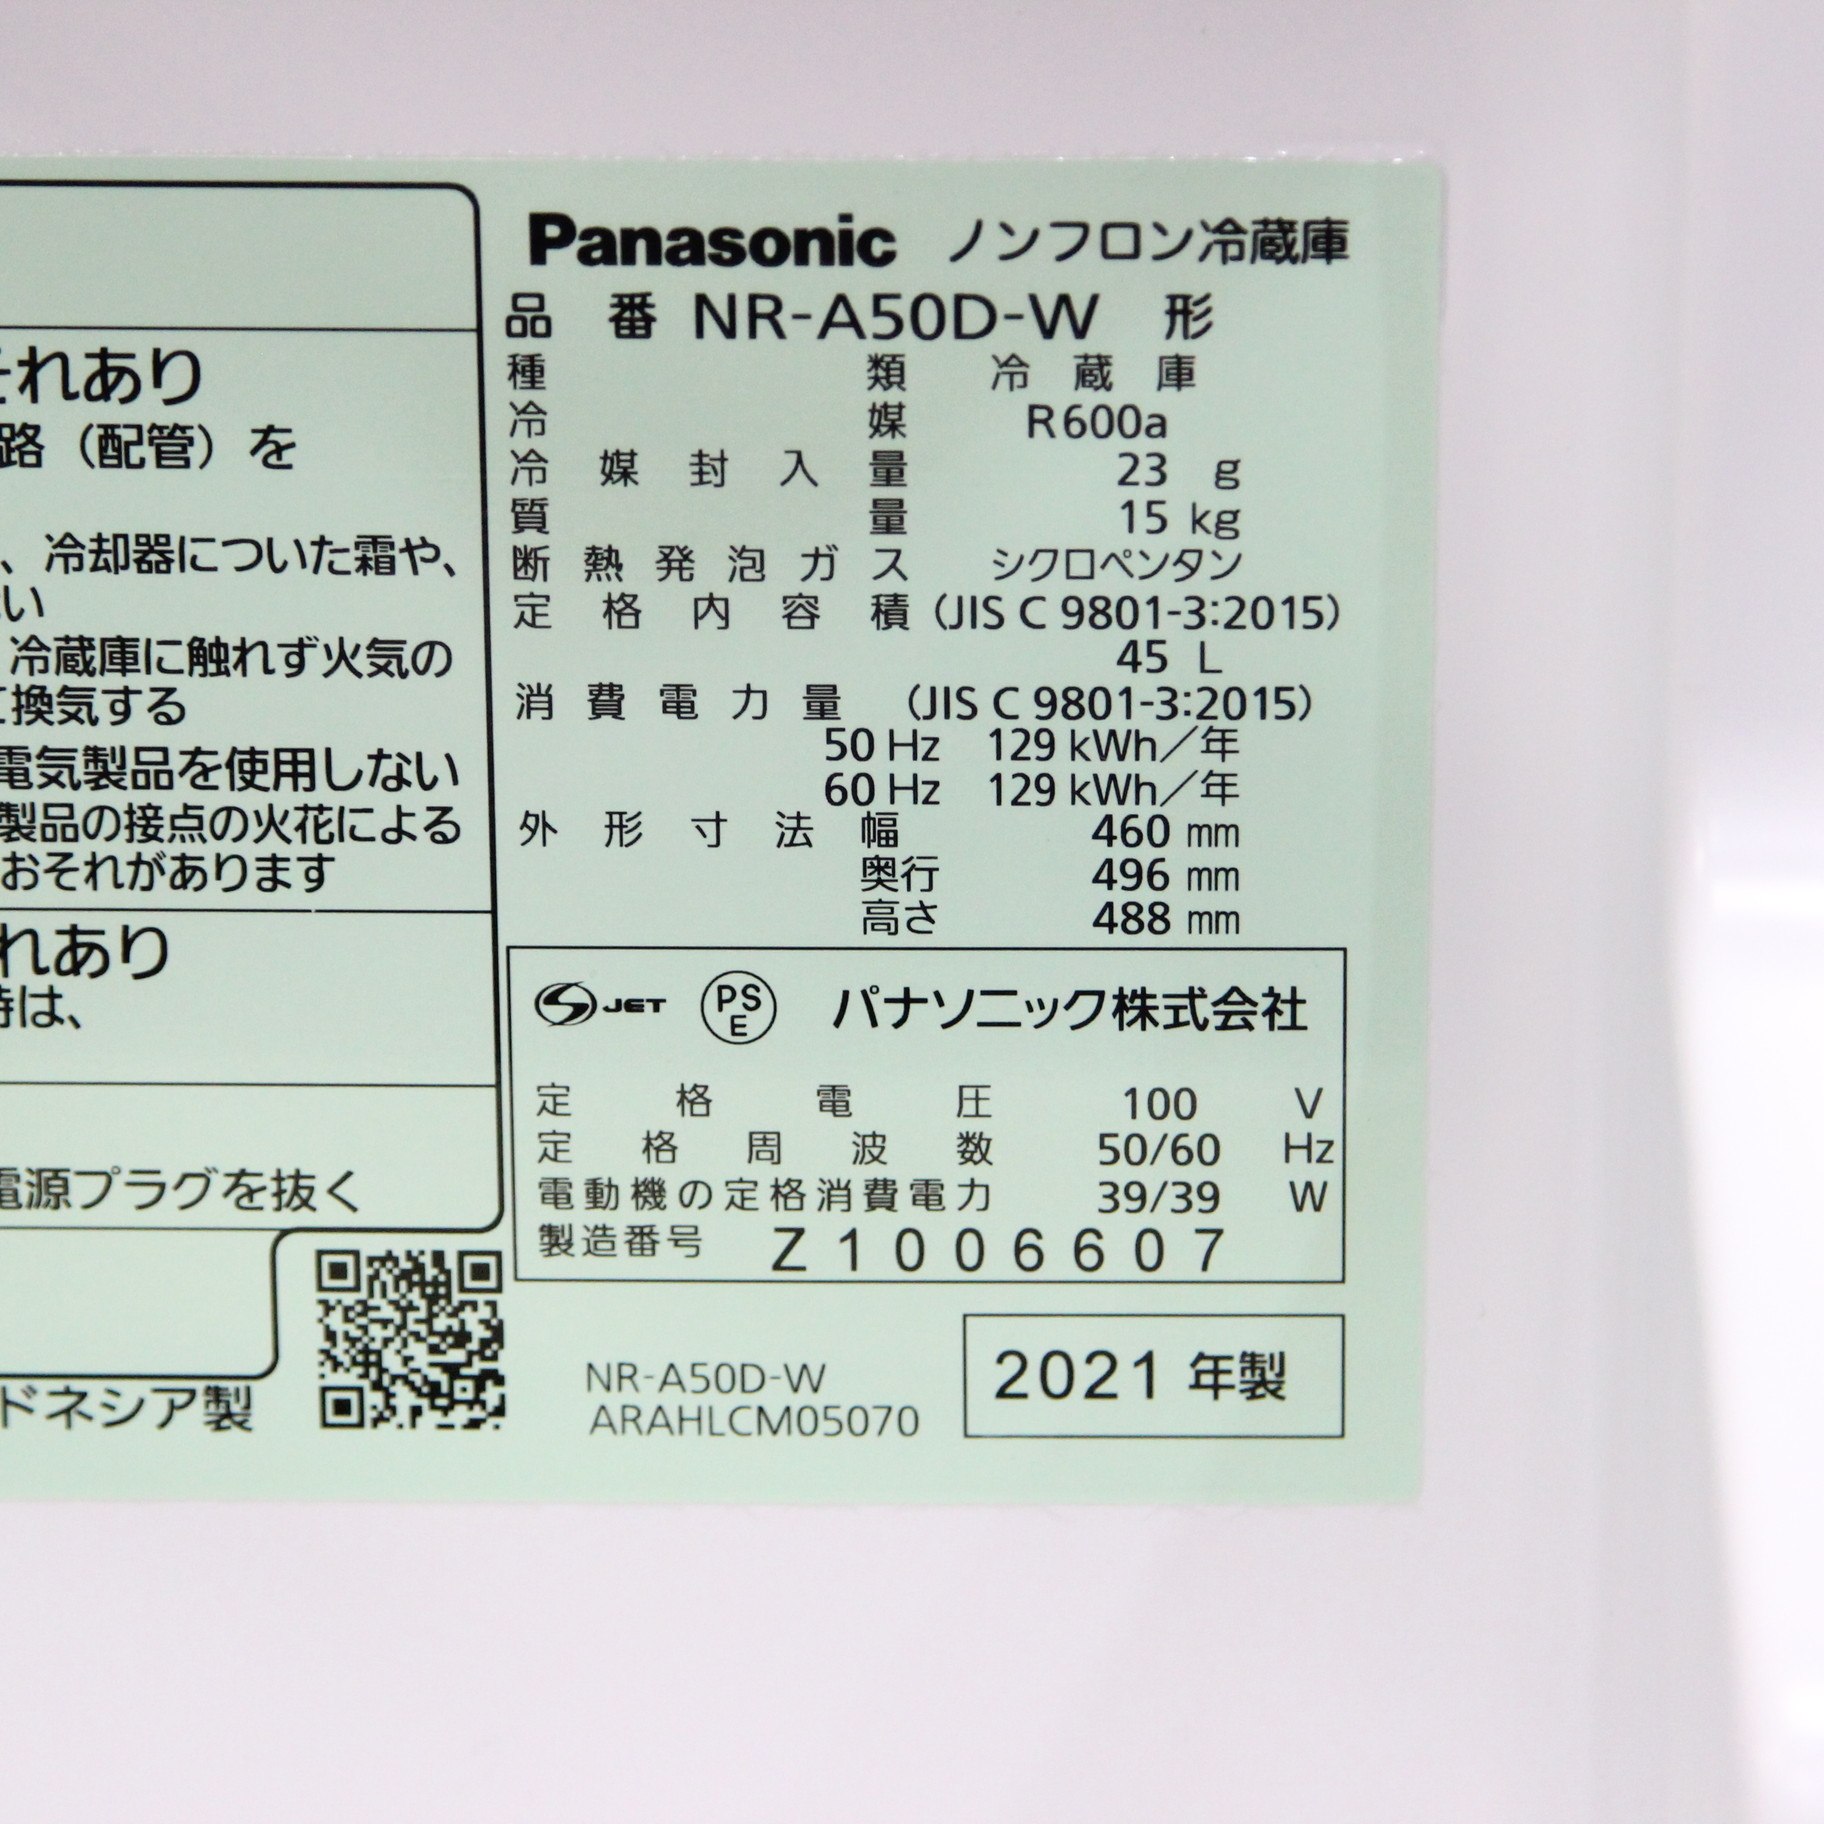 それあり
路（配管）を
、冷却器についた霜や、
い
冷蔵庫に触れず火気の
て換気する
電気製品を使用しない
製品の接点の火花による
おそれがあります
れあり
時は、
電源プラグを抜く
ドネシア製
Panasonic ノンフロン冷蔵庫
品番 NR-A50D-W 形
種類 冷蔵庫
冷媒 R600a
冷媒封入量 23 g
質量 15 kg
断熱発泡ガス シクロペンタン
定格内容積（JIS C 9801-3:2015）
45 L
消費電力量 （JIS C 9801-3:2015）
50 Hz 129 kWh／年
60 Hz 129 kWh／年
外形寸法 幅 460 mm
奥行 496 mm
高さ 488 mm
S JET PS E パナソニック株式会社
定格電圧 100 V
定格周波数 50/60 Hz
電動機の定格消費電力 39/39 W
製造番号 Z1006607
NR-A50D-W
ARAHLCM05070
2021 年製